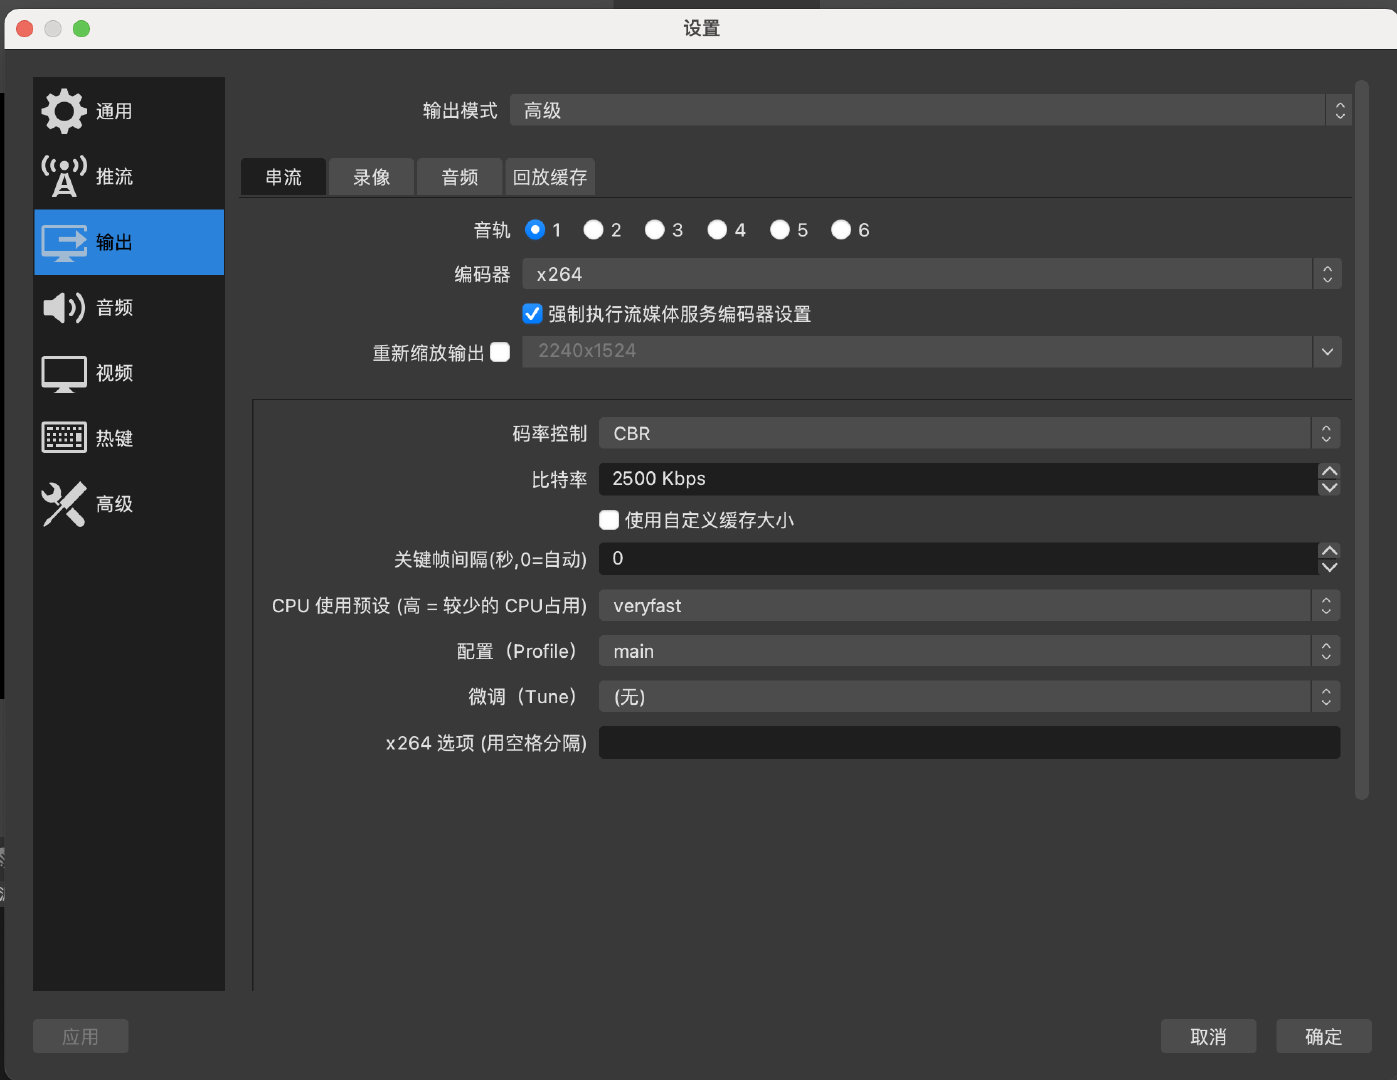 设置
通用
推流
输出
音频
视频
热键
高级
输出模式 高级
串流 录像 音频 回放缓存
音轨 1 2 3 4 5 6
编码器 x264
强制执行流媒体服务编码器设置
重新缩放输出 2240x1524
码率控制 CBR
比特率 2500 Kbps
使用自定义缓存大小
关键帧间隔(秒,0=自动) 0
CPU 使用预设 (高 = 较少的 CPU占用) veryfast
配置（Profile） main
微调（Tune） (无)
x264 选项 (用空格分隔)
应用 取消 确定